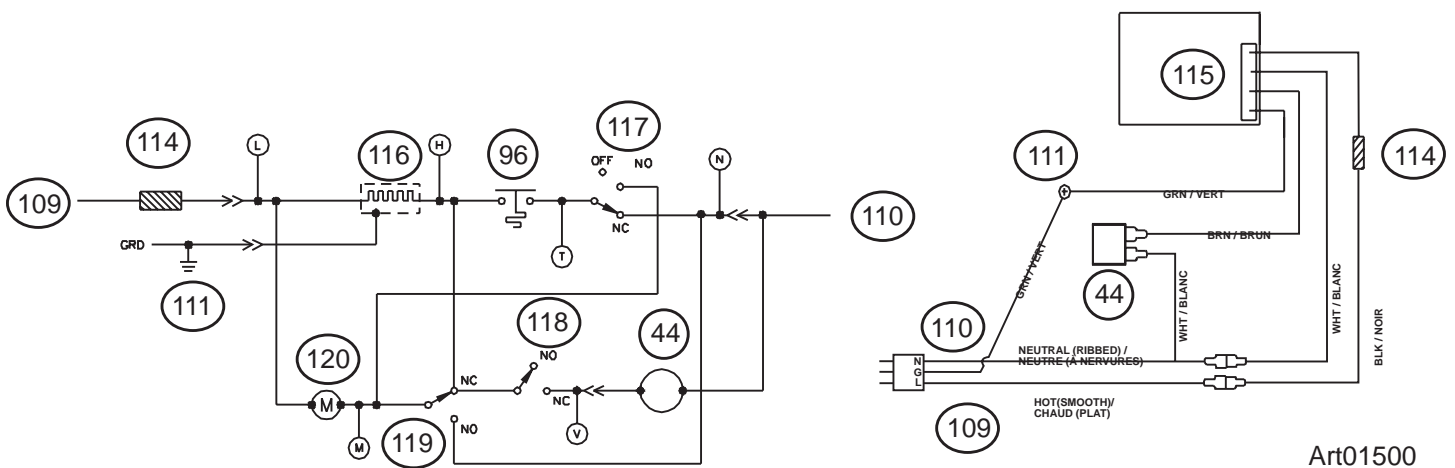 114
L
116
H
96
117
OFF
NO
N
109
110
NC
GRD
T
111
118
44
120
NO
NC
M
NC
M
119
NO
V
115
111
114
GRN / VERT
BRN / BRUN
GRN / VERT
44
WHT / BLANC
WHT / BLANC
BLK / NOIR
110
NEUTRAL (RIBBED) /
NEUTRE (À NERVURES)
N
G
L
HOT(SMOOTH)/
CHAUD (PLAT)
109
Art01500